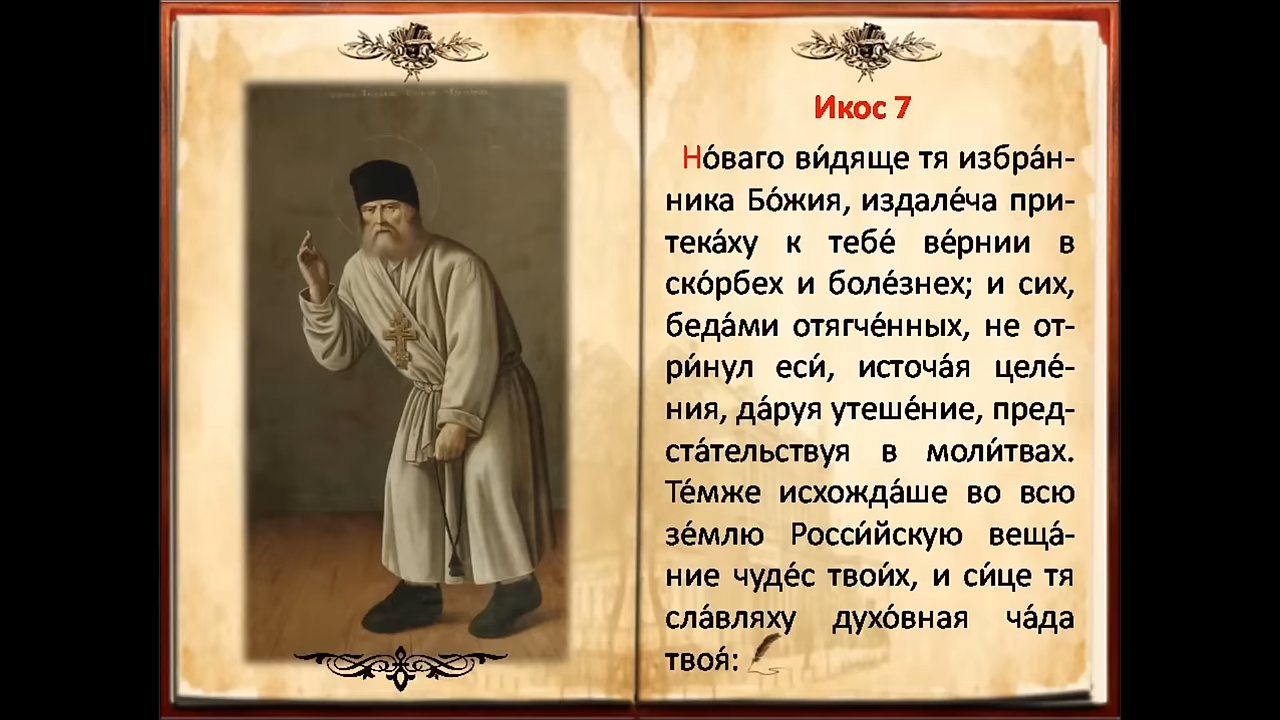 Икос 7
Но́ваго ви́дяще тя избра́н-
ника Бо́жия, издале́ча при-
тека́ху к тебе́ ве́рнии в
ско́рбех и боле́знех; и сих,
беда́ми отягче́нных, не от-
ри́нул еси́, источа́я целе́-
ния, да́руя утеше́ние, пред-
ста́тельствуя в моли́твах.
Те́мже исхожда́ше во всю
зе́млю Росси́йскую веща́-
ние чуде́с твои́х, и си́це тя
сла́вляху духо́вная ча́да
твоя́: